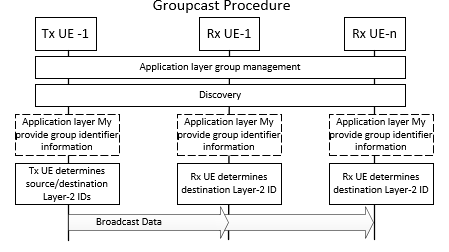 Groupcast Procedure
Tx UE -1
Rx UE-1
Rx UE-n
Application layer group management
Discovery
Application layer My
provide group identifier
information
Application layer My
provide group identifier
information
Application layer My
provide group identifier
information
Tx UE determines
source/destination
Layer-2 IDs
Rx UE determines
destination Layer-2 ID
Rx UE determines
destination Layer-2 ID
Broadcast Data